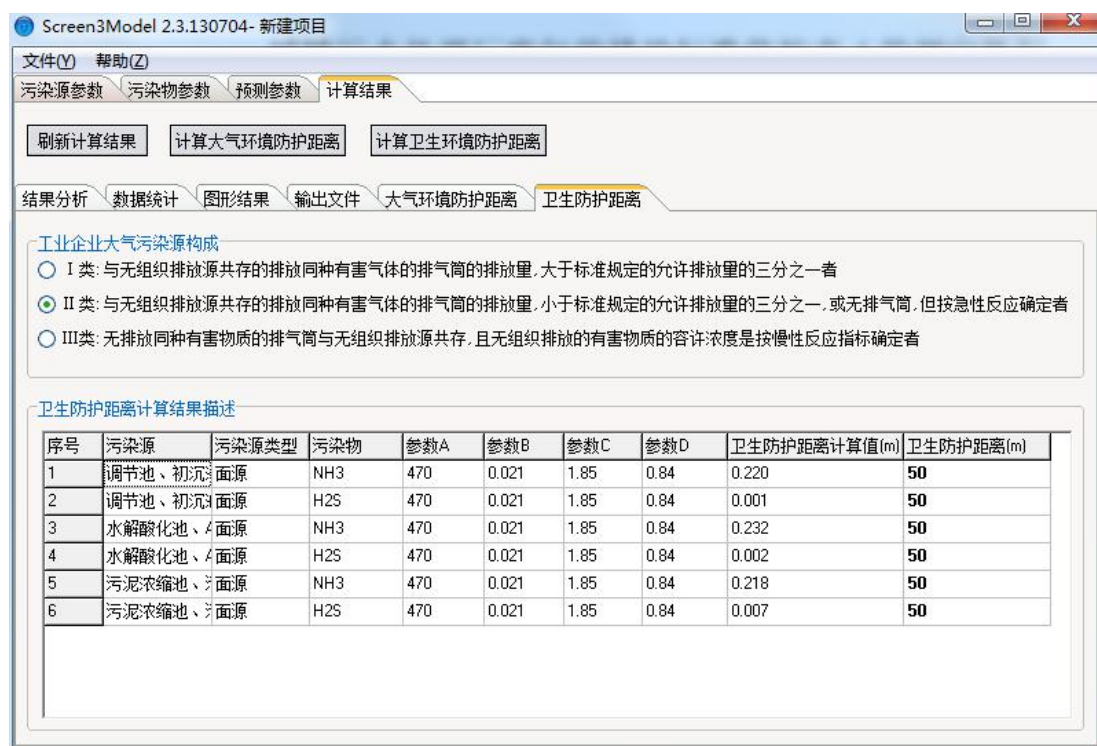 Screen3Model 2.3.130704- 新建项目
文件(Y) 帮助(Z)
污染源参数 污染物参数 预测参数 计算结果
刷新计算结果 计算大气环境防护距离 计算卫生环境防护距离
结果分析 数据统计 图形结果 输出文件 大气环境防护距离 卫生防护距离
工业企业大气污染源构成
I 类: 与无组织排放源共存的排放同种有害气体的排气筒的排放量,大于标准规定的允许排放量的三分之一者
II 类: 与无组织排放源共存的排放同种有害气体的排气筒的排放量,小于标准规定的允许排放量的三分之一,或无排气筒,但按急性反应确定者
III类: 无排放同种有害物质的排气筒与无组织排放源共存,且无组织排放的有害物质的容许浓度是按慢性反应指标确定者
卫生防护距离计算结果描述
序号 污染源 污染源类型 污染物 参数A 参数B 参数C 参数D 卫生防护距离计算值(m) 卫生防护距离(m)
1 调节池、初沉 面源 NH3 470 0.021 1.85 0.84 0.220 50
2 调节池、初沉 面源 H2S 470 0.021 1.85 0.84 0.001 50
3 水解酸化池、 面源 NH3 470 0.021 1.85 0.84 0.232 50
4 水解酸化池、 面源 H2S 470 0.021 1.85 0.84 0.002 50
5 污泥浓缩池、 面源 NH3 470 0.021 1.85 0.84 0.218 50
6 污泥浓缩池、 面源 H2S 470 0.021 1.85 0.84 0.007 50